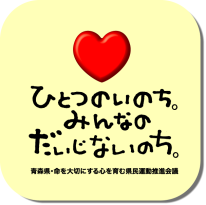 ひとつのいのち。
みんなの
だいじないのち。
青森県・命を大切にする心を育む県民運動推進会議